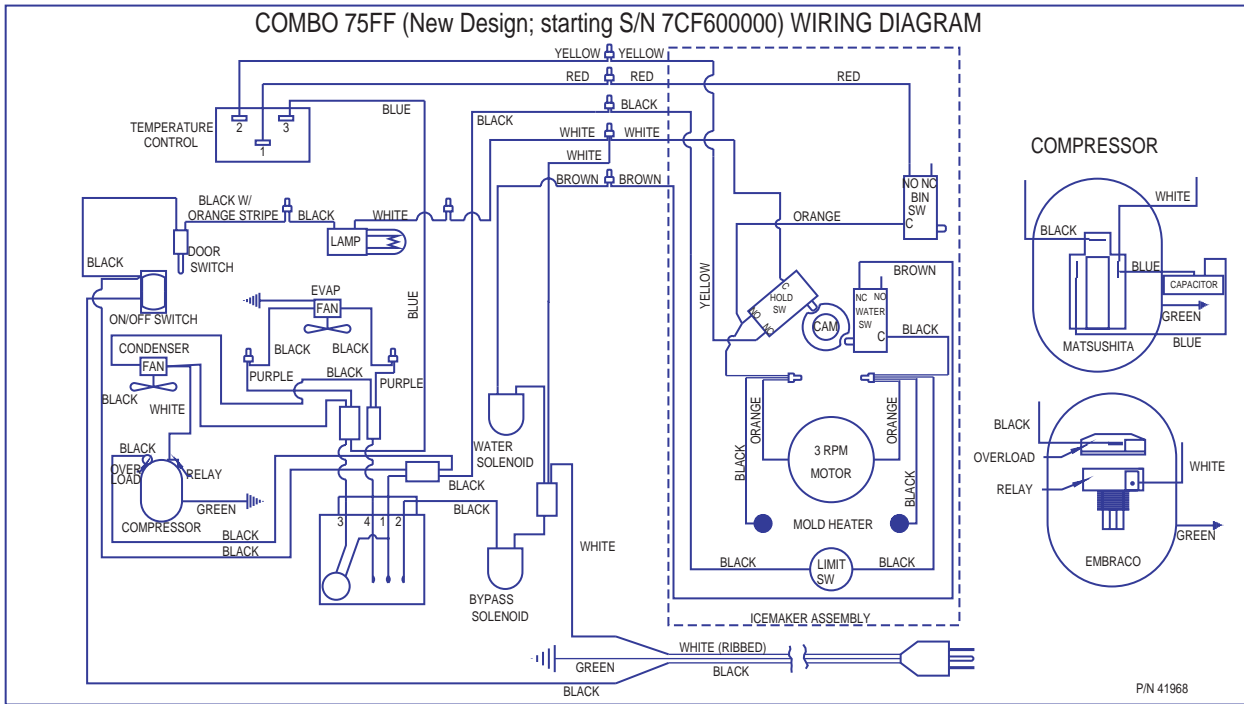 COMBO 75FF (New Design; starting S/N 7CF600000) WIRING DIAGRAM
YELLOW YELLOW
RED RED RED
BLUE
BLACK BLACK
2 3
1
TEMPERATURE
CONTROL
WHITE WHITE
WHITE
BROWN BROWN
BLACK W/
ORANGE STRIPE
BLACK
WHITE
LAMP
DOOR
SWITCH
BLACK
ON/OFF SWITCH
EVAP
FAN
BLACK BLACK
BLUE
CONDENSER
FAN
BLACK
WHITE
PURPLE
BLACK
PURPLE
BLACK
OVER
LOAD
RELAY
GREEN
COMPRESSOR
BLACK
BLACK
BLACK
BLACK
3 4 1 2
WATER
SOLENOID
BYPASS
SOLENOID
WHITE
NO NC
BIN
SW
C
ORANGE
YELLOW
C
HOLD
SW
NC
NO
CAM
BROWN
NC NO
WATER
SW
C
BLACK
BLACK
ORANGE
3 RPM
MOTOR
ORANGE
BLACK
MOLD HEATER
BLACK
LIMIT
SW
BLACK
ICEMAKER ASSEMBLY
WHITE (RIBBED)
GREEN
BLACK
BLACK
COMPRESSOR
WHITE
BLACK
BLUE
CAPACITOR
GREEN
BLUE
MATSUSHITA
BLACK
OVERLOAD
WHITE
RELAY
GREEN
EMBRACO
P/N 41968